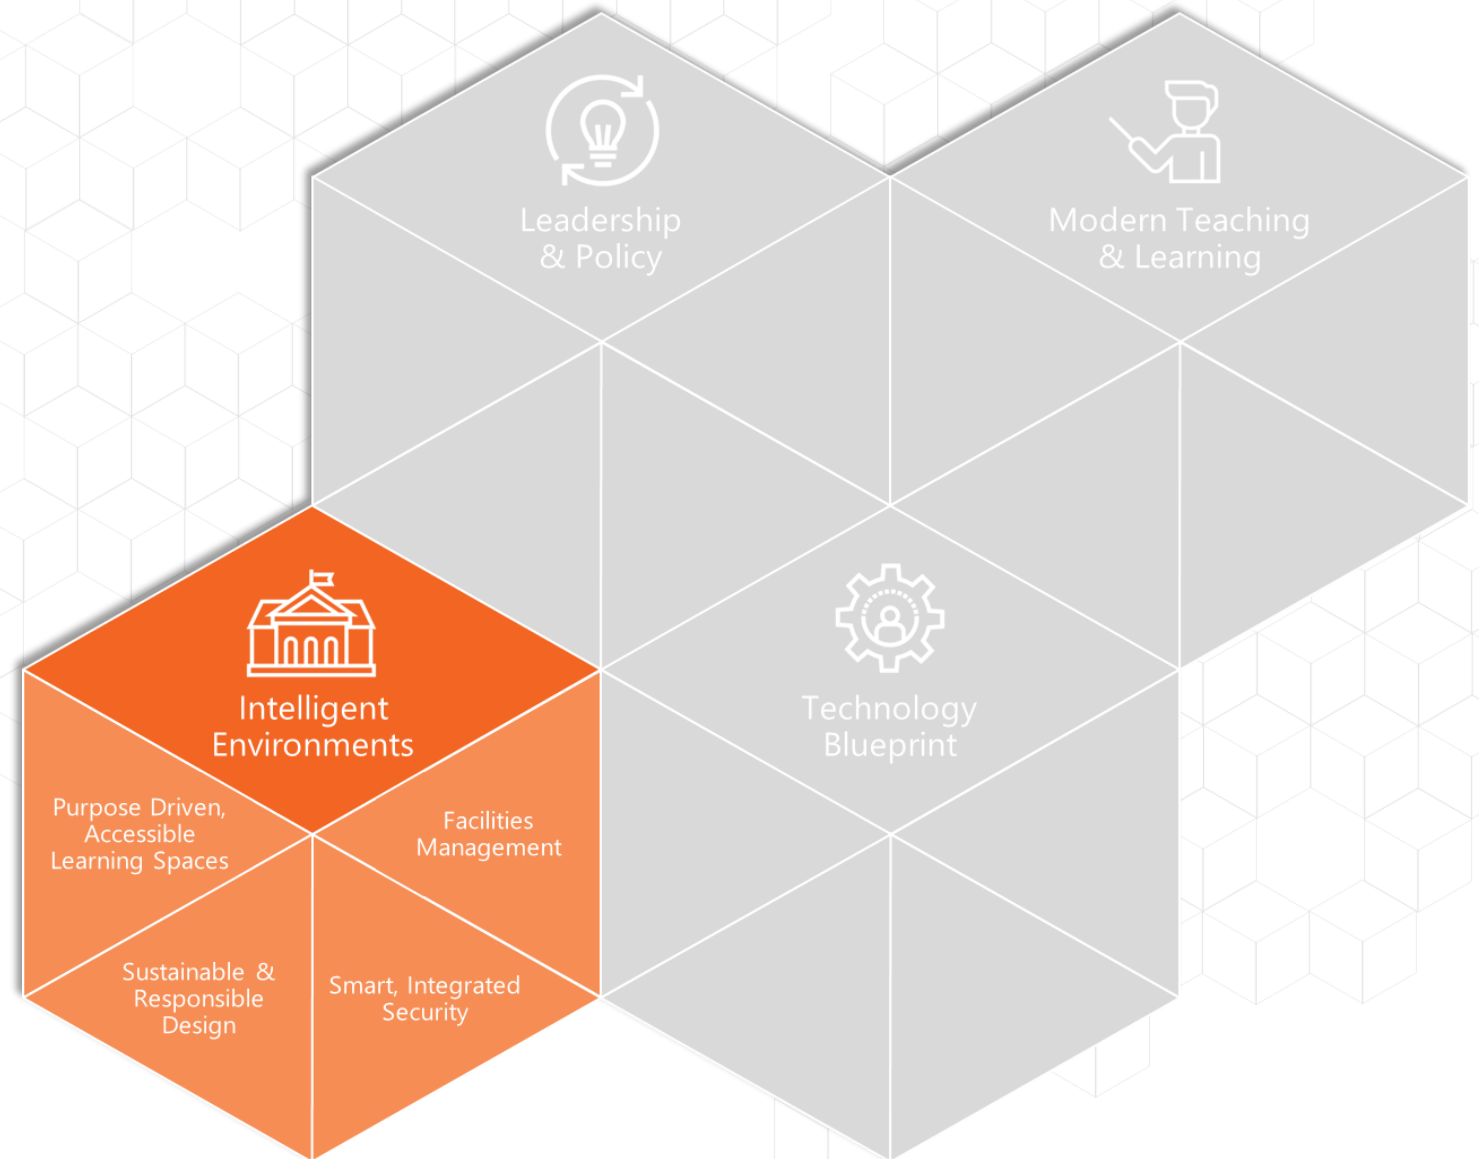 Leadership
& Policy
Modern Teaching
& Learning
Intelligent
Environments
Technology
Blueprint
Purpose Driven,
Accessible
Learning Spaces
Facilities
Management
Sustainable &
Responsible
Design
Smart, Integrated
Security